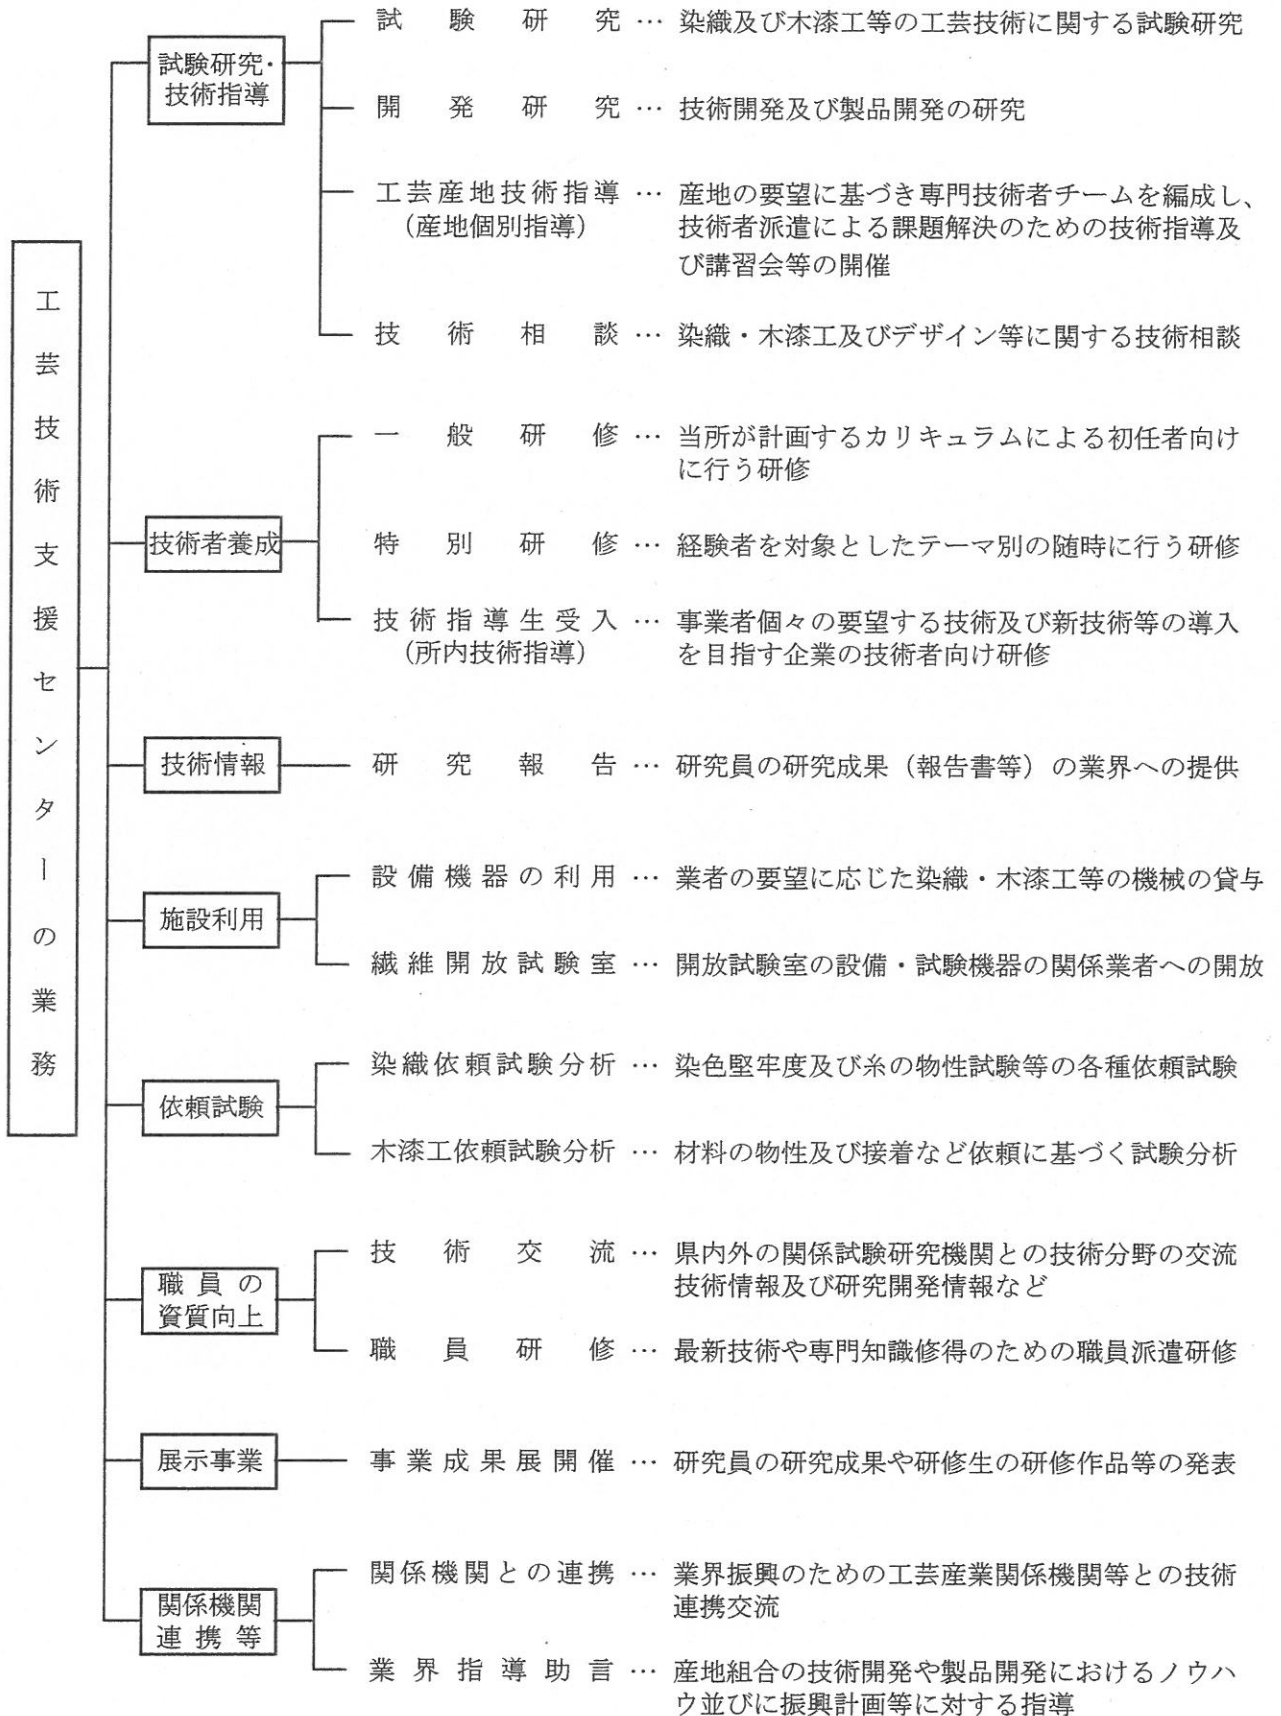 工芸技術支援センターの業務
試験研究・
技術指導
試験研究 … 染織及び木漆工等の工芸技術に関する試験研究
開発研究 … 技術開発及び製品開発の研究
工芸産地技術指導 … 産地の要望に基づき専門技術者チームを編成し、
(産地個別指導) 技術者派遣による課題解決のための技術指導及
び講習会等の開催
技術相談 … 染織・木漆工及びデザイン等に関する技術相談
技術者養成
一般研修 … 当所が計画するカリキュラムによる初任者向け
に行う研修
特別研修 … 経験者を対象としたテーマ別の随時に行う研修
技術指導生受入 … 事業者個々の要望する技術及び新技術等の導入
(所内技術指導) を目指す企業の技術者向け研修
技術情報
研究報告 … 研究員の研究成果（報告書等）の業界への提供
施設利用
設備機器の利用 … 業者の要望に応じた染織・木漆工等の機械の貸与
繊維開放試験室 … 開放試験室の設備・試験機器の関係業者への開放
依頼試験
染織依頼試験分析 … 染色堅牢度及び糸の物性試験等の各種依頼試験
木漆工依頼試験分析 … 材料の物性及び接着など依頼に基づく試験分析
職員の
資質向上
技術交流 … 県内外の関係試験研究機関との技術分野の交流
技術情報及び研究開発情報など
職員研修 … 最新技術や専門知識修得のための職員派遣研修
展示事業
事業成果展開催 … 研究員の研究成果や研修生の研修作品等の発表
関係機関
連携等
関係機関との連携 … 業界振興のための工芸産業関係機関等との技術
連携交流
業界指導助言 … 産地組合の技術開発や製品開発におけるノウハ
ウ並びに振興計画等に対する指導